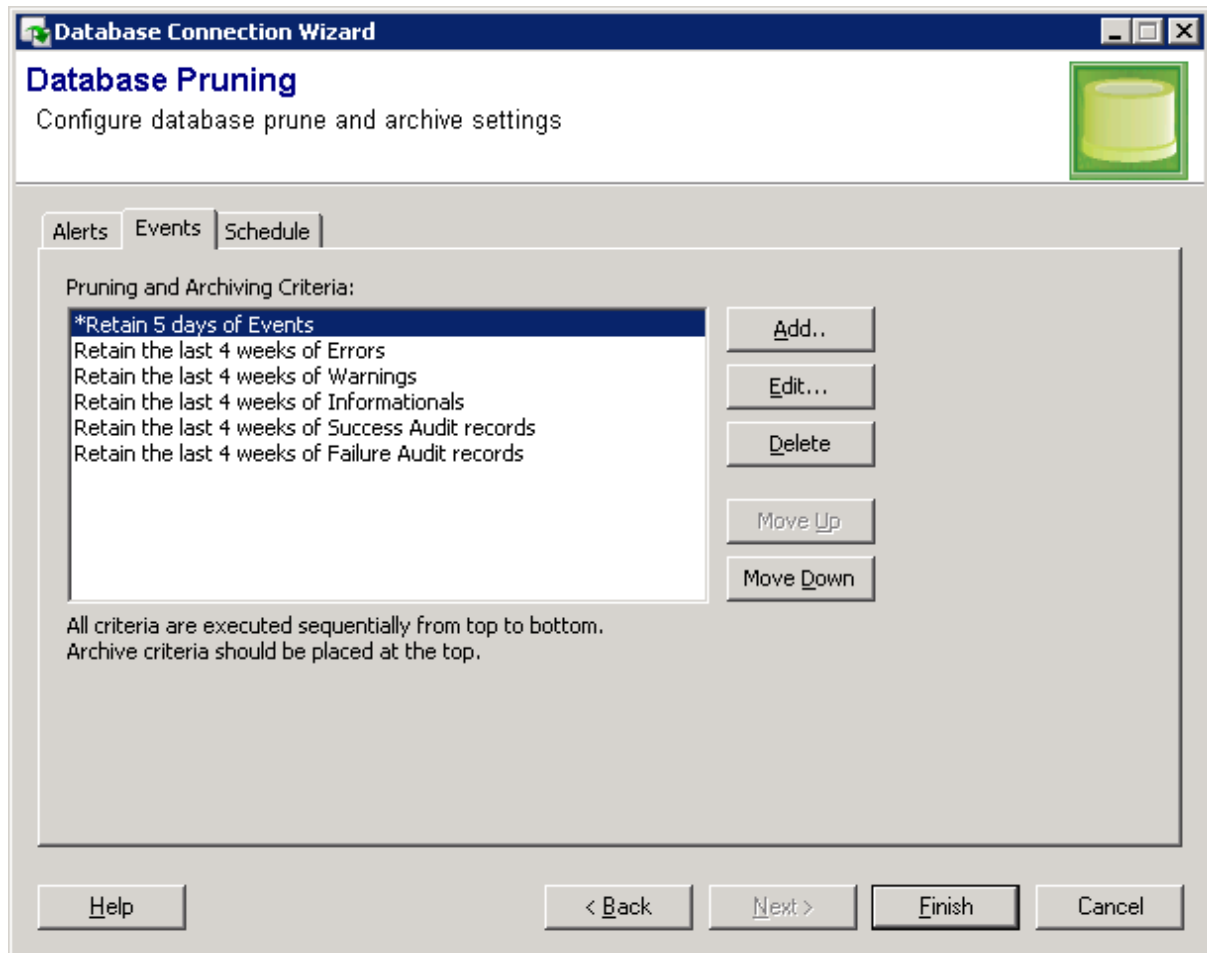 Database Connection Wizard
Database Pruning
Configure database prune and archive settings
Alerts Events Schedule
Pruning and Archiving Criteria:
*Retain 5 days of Events
Retain the last 4 weeks of Errors
Retain the last 4 weeks of Warnings
Retain the last 4 weeks of Informationals
Retain the last 4 weeks of Success Audit records
Retain the last 4 weeks of Failure Audit records
Add..
Edit...
Delete
Move Up
Move Down
All criteria are executed sequentially from top to bottom.
Archive criteria should be placed at the top.
Help < Back Next > Finish Cancel